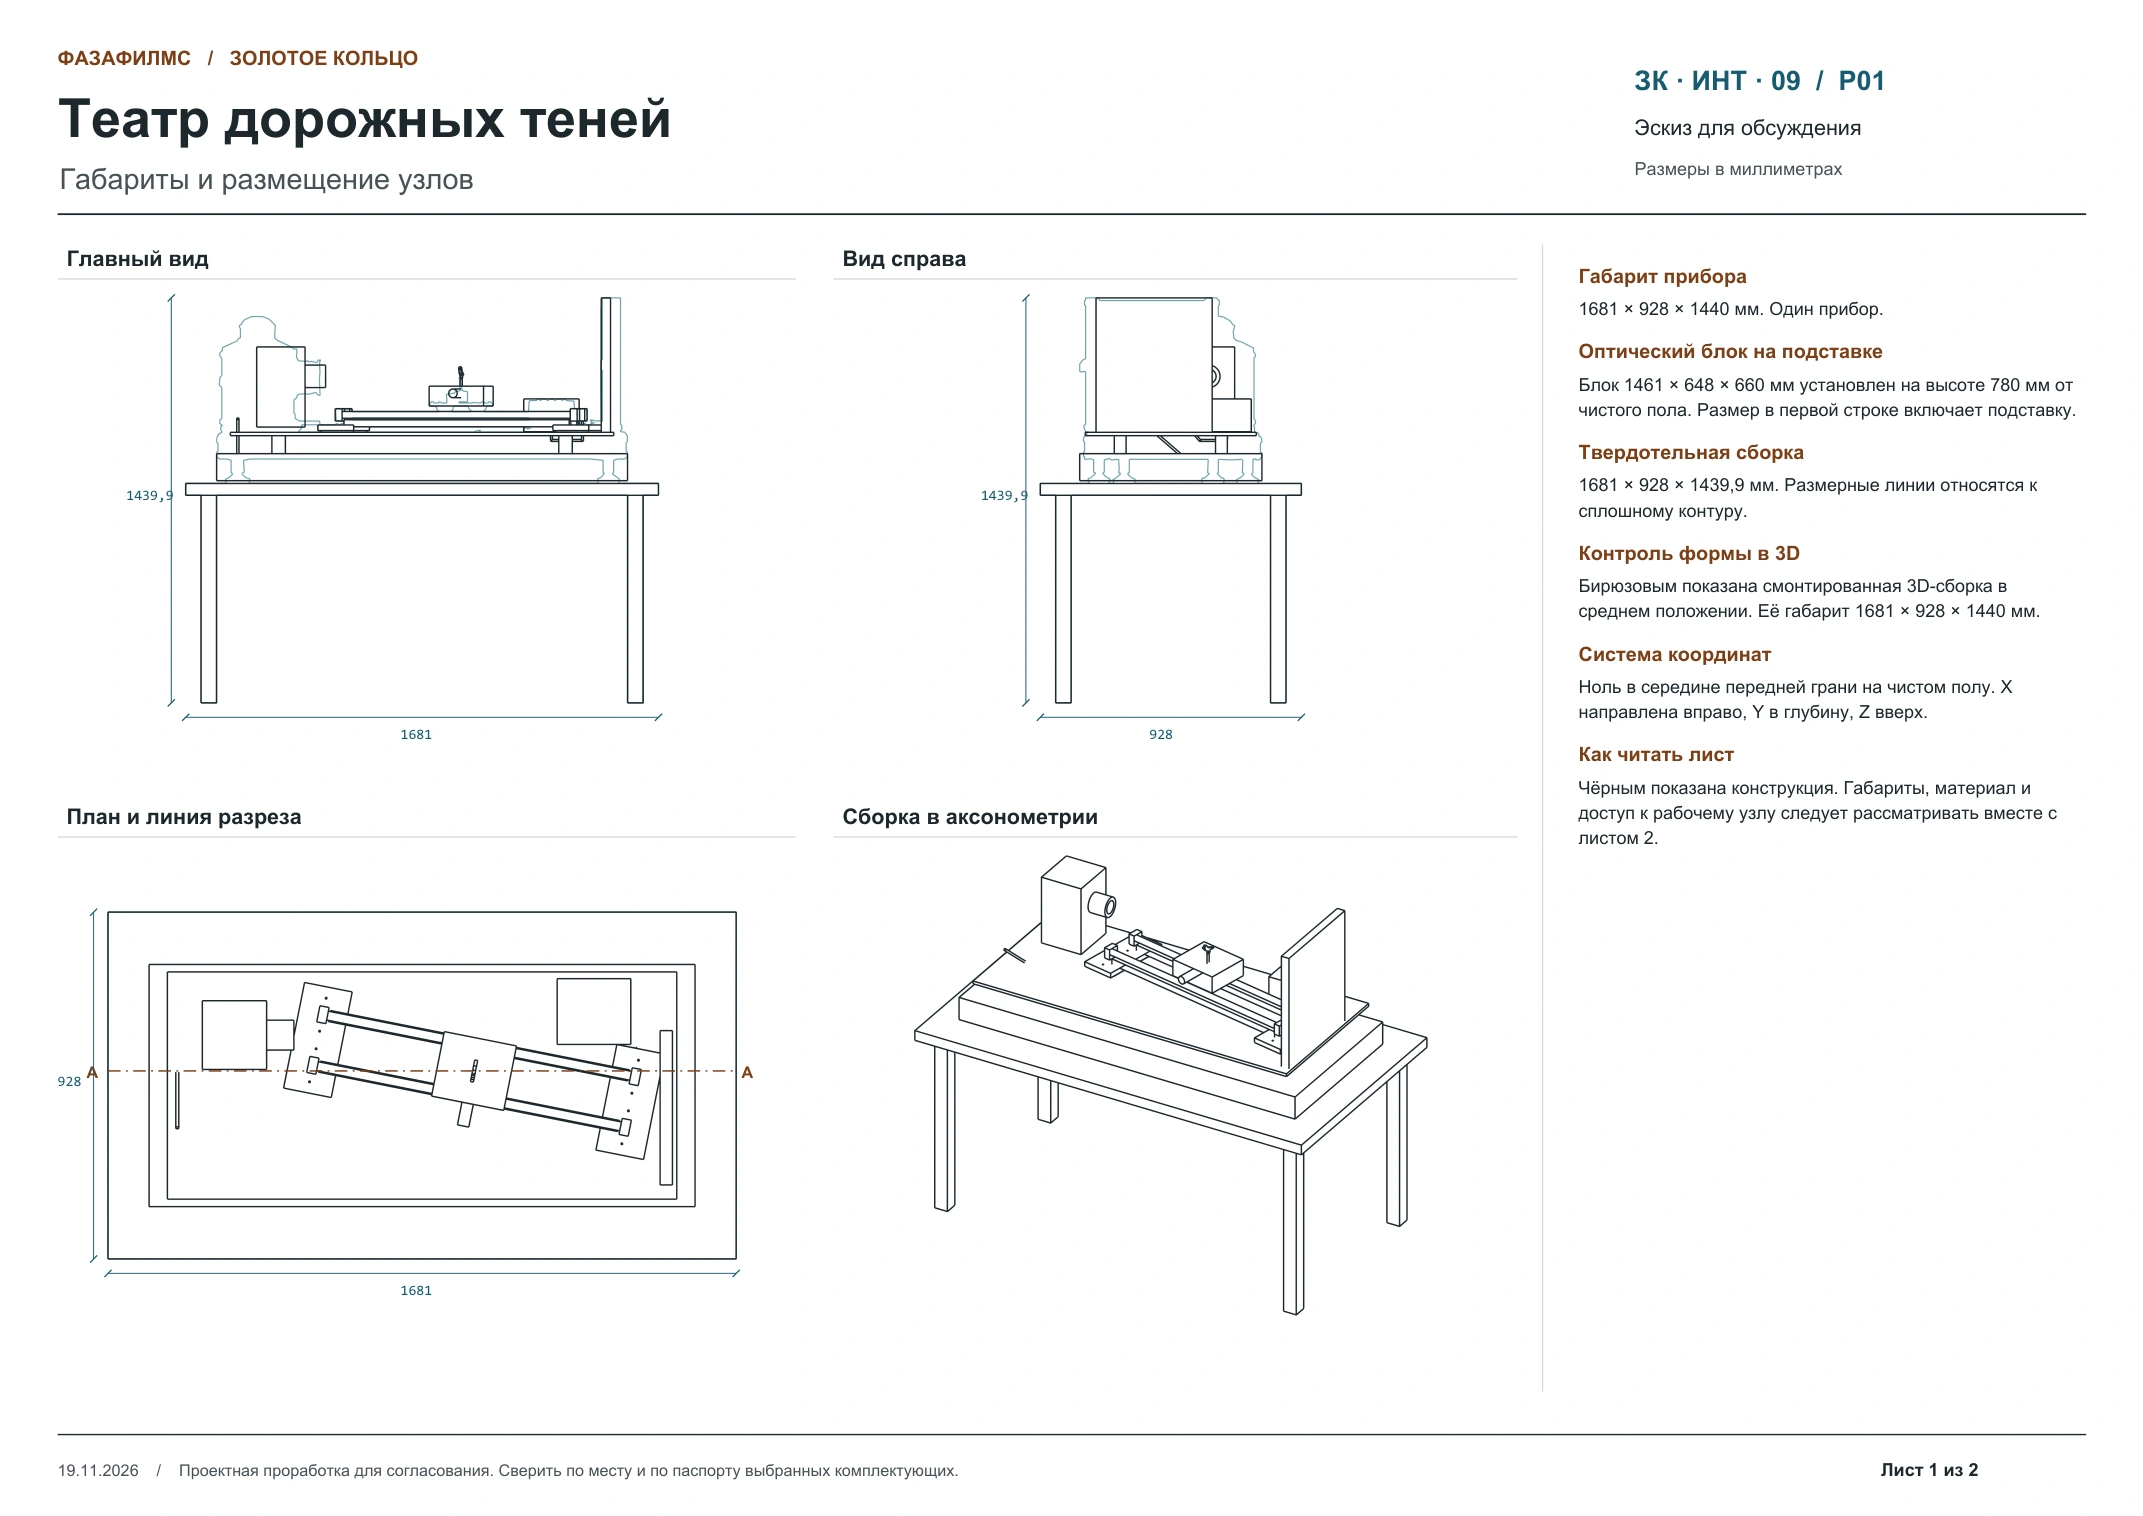 ФАЗАФИЛМС / ЗОЛОТОЕ КОЛЬЦО
Театр дорожных теней
Габариты и размещение узлов
ЗК · ИНТ · 09 / Р01
Эскиз для обсуждения
Размеры в миллиметрах
Главный вид
1439,9
1681
Вид справа
1439,9
928
План и линия разреза
928
А
А
1681
Сборка в аксонометрии
Габарит прибора
1681 × 928 × 1440 мм. Один прибор.
Оптический блок на подставке
Блок 1461 × 648 × 660 мм установлен на высоте 780 мм от
чистого пола. Размер в первой строке включает подставку.
Твердотельная сборка
1681 × 928 × 1439,9 мм. Размерные линии относятся к
сплошному контуру.
Контроль формы в 3D
Бирюзовым показана смонтированная 3D-сборка в
среднем положении. Её габарит 1681 × 928 × 1440 мм.
Система координат
Ноль в середине передней грани на чистом полу. X
направлена вправо, Y в глубину, Z вверх.
Как читать лист
Чёрным показана конструкция. Габариты, материал и
доступ к рабочему узлу следует рассматривать вместе с
листом 2.
19.11.2026 / Проектная проработка для согласования. Сверить по месту и по паспорту выбранных комплектующих.
Лист 1 из 2